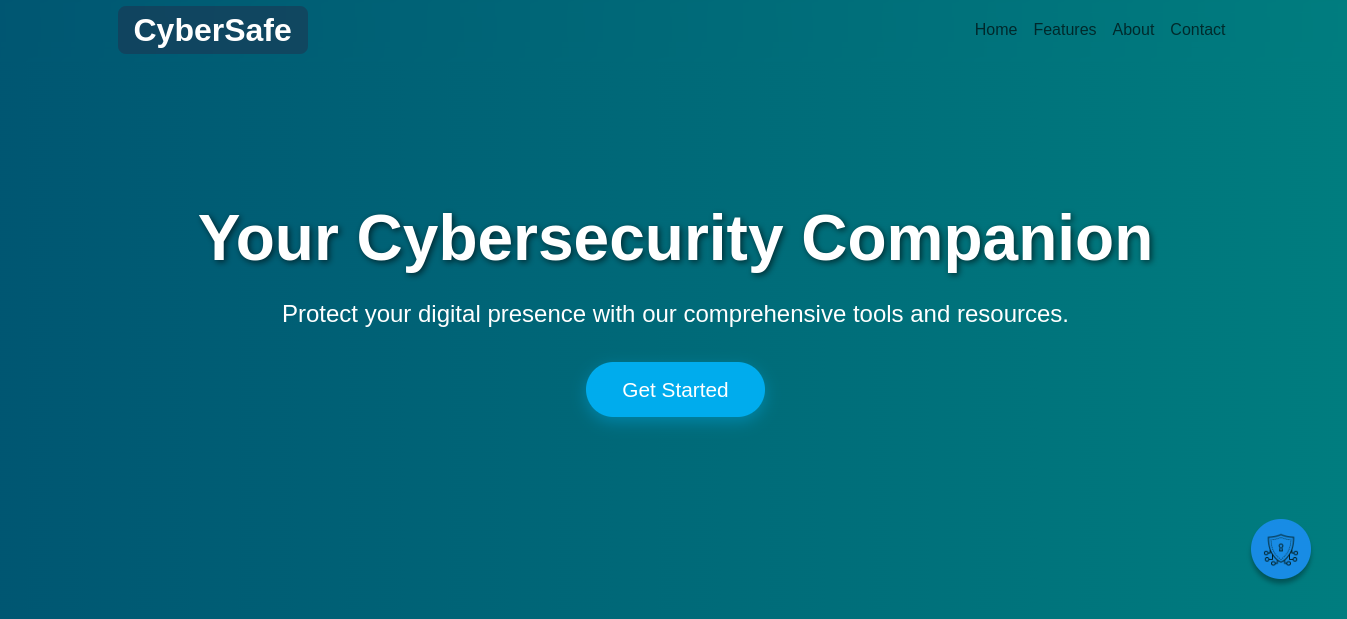 CyberSafe
Home Features About Contact
Your Cybersecurity Companion
Protect your digital presence with our comprehensive tools and resources.
Get Started